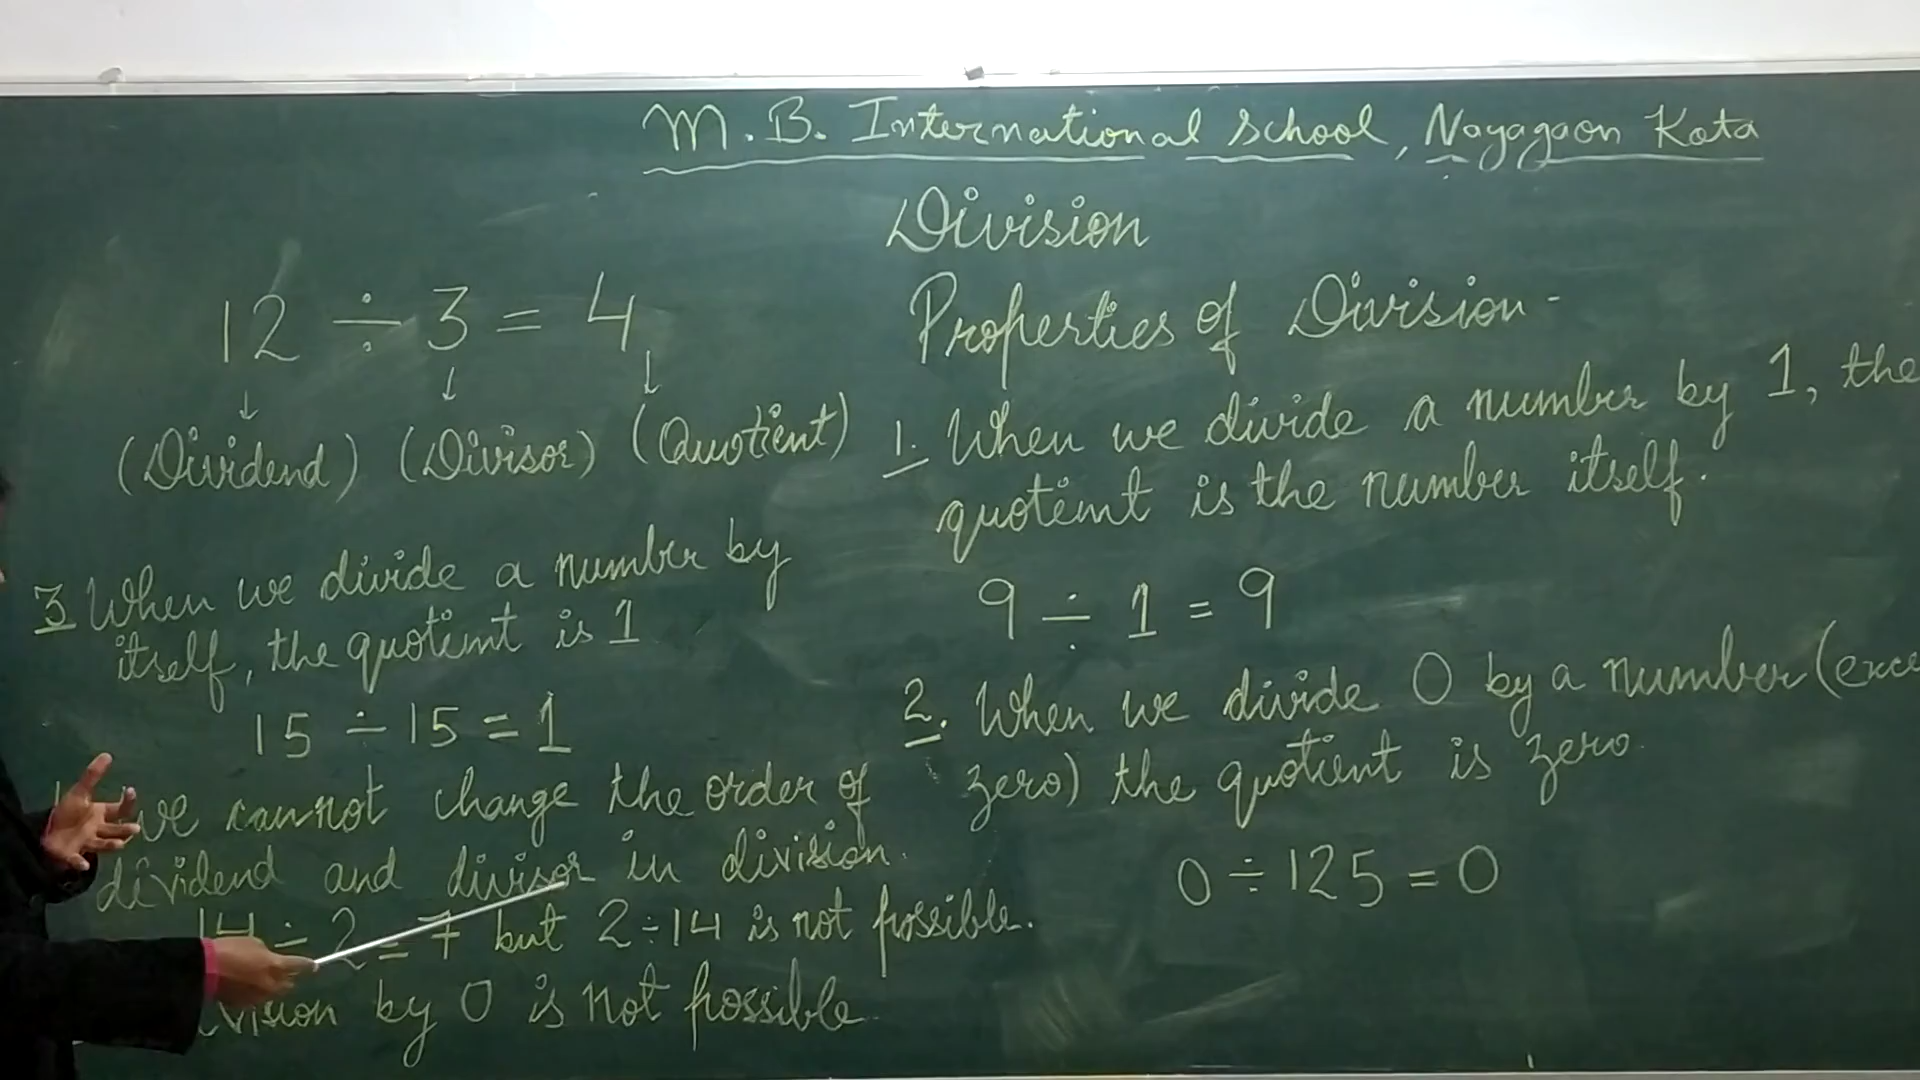 M. B. International School, Nayagaon Kota
Division
12 ÷ 3 = 4
(Dividend) (Divisor) (Quotient)
Properties of Division -
1. When we divide a number by 1, the
quotient is the number itself.
9 ÷ 1 = 9
2. When we divide 0 by a number (exce
zero) the quotient is zero.
0 ÷ 125 = 0
3 When we divide a number by
itself, the quotient is 1
15 ÷ 15 = 1
we cannot change the order of
dividend and divisor in division.
14 ÷ 2 = 7 but 2 ÷ 14 is not possible.
by 0 is not possible